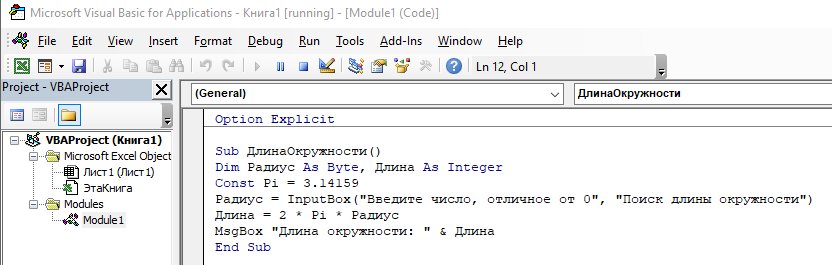 Microsoft Visual Basic for Applications - Книга1 [running] - [Module1 (Code)]
File Edit View Insert Format Debug Run Tools Add-Ins Window Help
Ln 12, Col 1
Project - VBAProject
(General) ДлинаОкружности
VBAProject (Книга1)
Microsoft Excel Object
Лист1 (Лист1)
ЭтаКнига
Modules
Module1
Option Explicit
Sub ДлинаОкружности()
Dim Радиус As Byte, Длина As Integer
Const Pi = 3.14159
Радиус = InputBox("Введите число, отличное от 0", "Поиск длины окружности")
Длина = 2 * Pi * Радиус
MsgBox "Длина окружности: " & Длина
End Sub